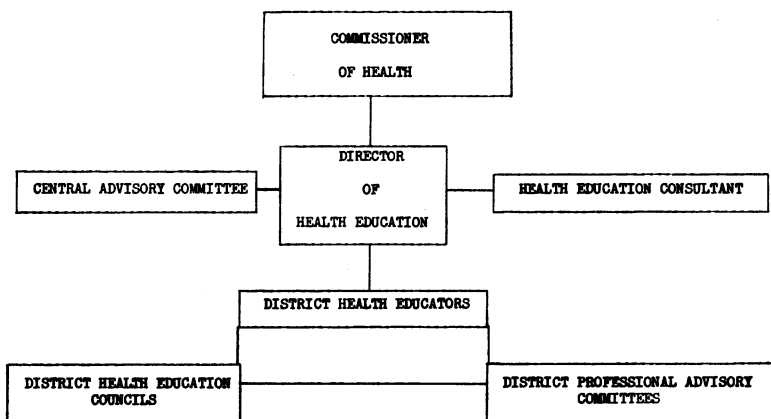 COMMISSIONER
OF HEALTH
DIRECTOR
OF
HEALTH EDUCATION
CENTRAL ADVISORY COMMITTEE
HEALTH EDUCATION CONSULTANT
DISTRICT HEALTH EDUCATORS
DISTRICT HEALTH EDUCATION
COUNCILS
DISTRICT PROFESSIONAL ADVISORY
COMMITTEES